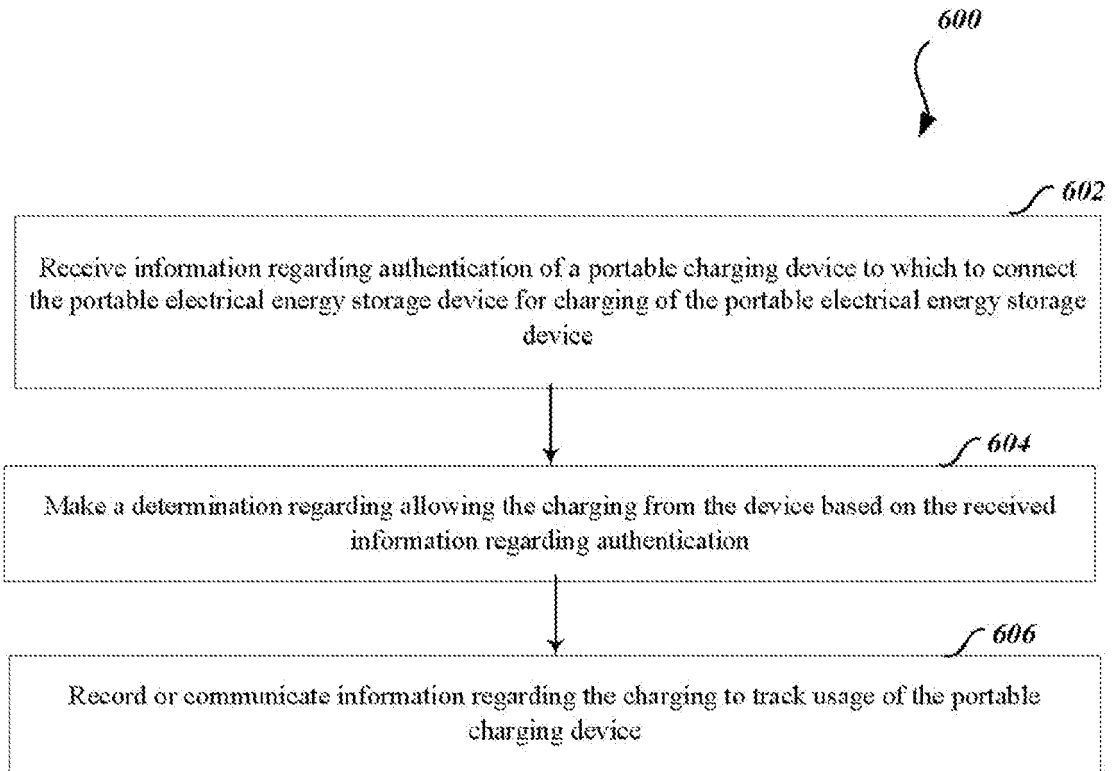 600
602
Receive information regarding authentication of a portable charging device to which to connect
the portable electrical energy storage device for charging of the portable electrical energy storage
device
604
Make a determination regarding allowing the charging from the device based on the received
information regarding authentication
606
Record or communicate information regarding the charging to track usage of the portable
charging device